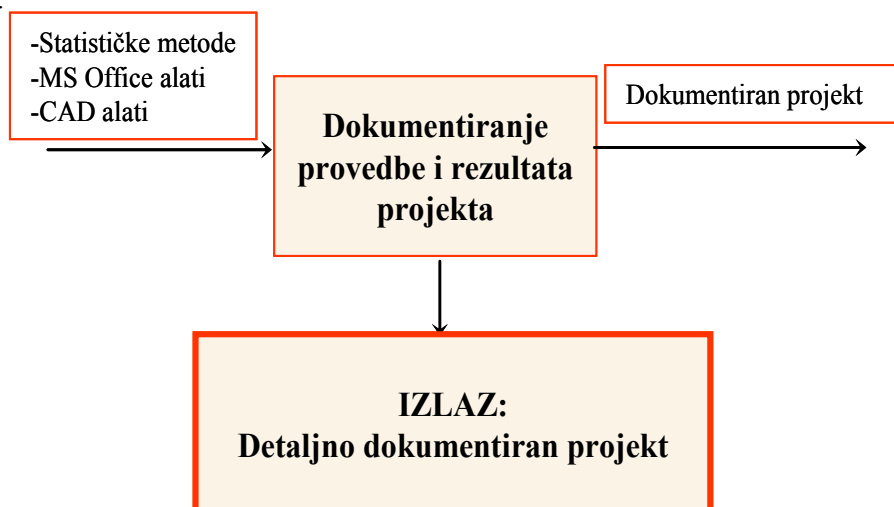 -Statističke metode
-MS Office alati
-CAD alati
Dokumentiranje
provedbe i rezultata
projekta
Dokumentiran projekt
IZLAZ:
Detaljno dokumentiran projekt